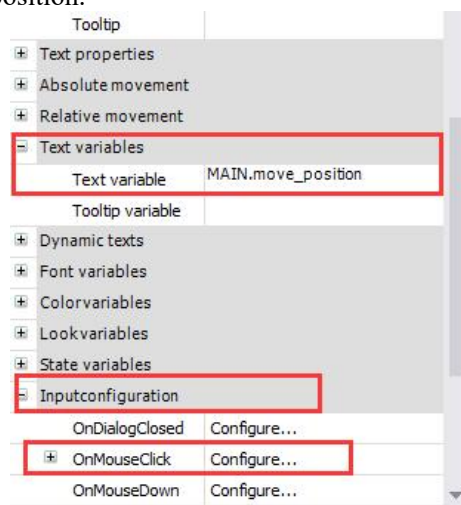 position.
Tooltip
Text properties
Absolute movement
Relative movement
Text variables
Text variable MAIN.move_position
Tooltip variable
Dynamic texts
Font variables
Colorvariables
Lookvariables
State variables
Inputconfiguration
OnDialogClosed Configure...
OnMouseClick Configure...
OnMouseDown Configure...